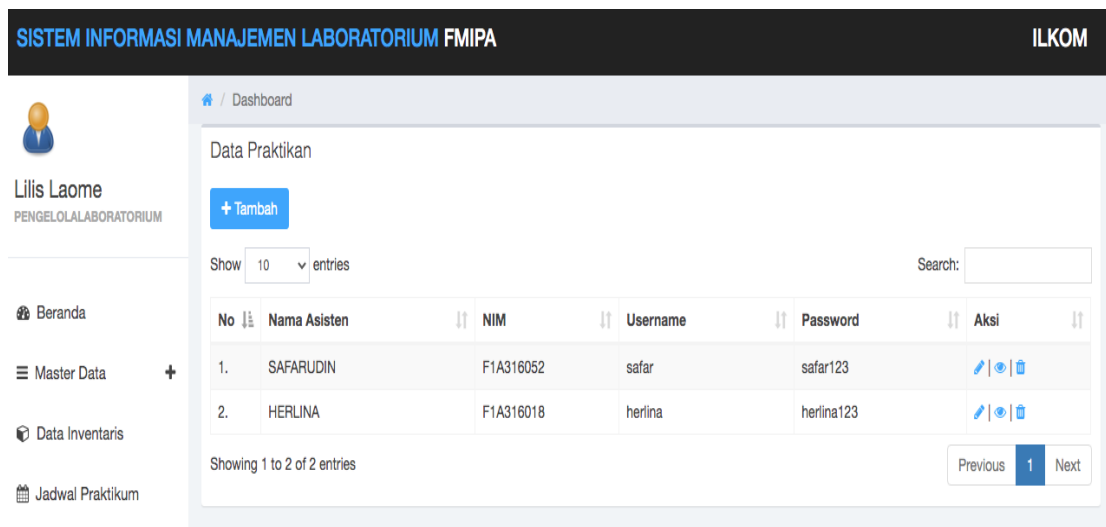 SISTEM INFORMASI MANAJEMEN LABORATORIUM FMIPA ILKOM
/ Dashboard
Lilis Laome
PENGELOLALABORATORIUM
Beranda
Master Data +
Data Inventaris
Jadwal Praktikum
Data Praktikan
+ Tambah
Show 10 entries Search:
No Nama Asisten NIM Username Password Aksi
1. SAFARUDIN F1A316052 safar safar123 | |
2. HERLINA F1A316018 herlina herlina123 | |
Showing 1 to 2 of 2 entries Previous 1 Next